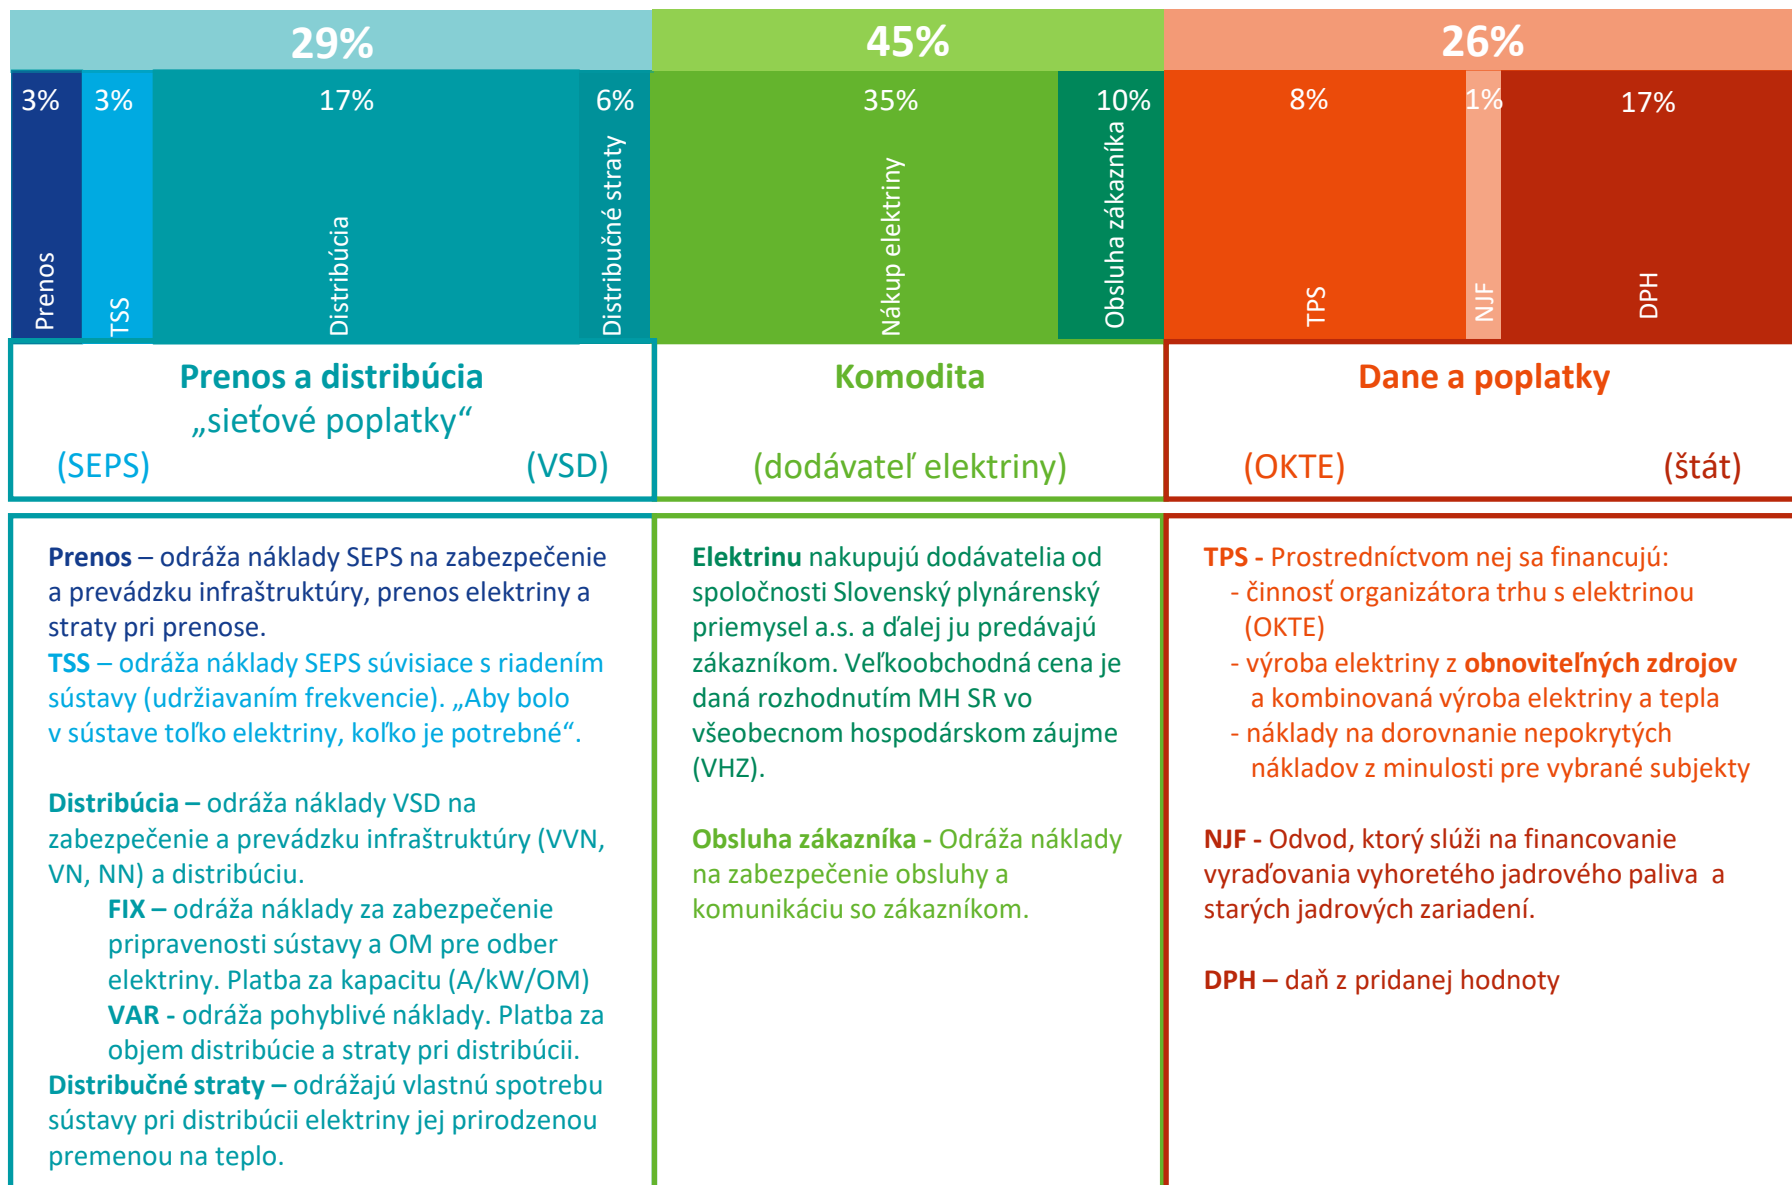 29%
45%
26%
3%
3%
17%
6%
35%
10%
8%
1%
17%
Prenos
TSS
Distribúcia
Distribučné straty
Nákup elektriny
Obsluha zákazníka
TPS
NJF
DPH
Prenos a distribúcia
„sieťové poplatky“
(SEPS)
(VSD)
Komodita
(dodávateľ elektriny)
Dane a poplatky
(OKTE)
(štát)
Prenos – odráža náklady SEPS na zabezpečenie
a prevádzku infraštruktúry, prenos elektriny a
straty pri prenose.
TSS – odráža náklady SEPS súvisiace s riadením
sústavy (udržiavaním frekvencie). „Aby bolo
v sústave toľko elektriny, koľko je potrebné“.
Distribúcia – odráža náklady VSD na
zabezpečenie a prevádzku infraštruktúry (VVN,
VN, NN) a distribúciu.
FIX – odráža náklady za zabezpečenie
pripravenosti sústavy a OM pre odber
elektriny. Platba za kapacitu (A/kW/OM)
VAR - odráža pohyblivé náklady. Platba za
objem distribúcie a straty pri distribúcii.
Distribučné straty – odrážajú vlastnú spotrebu
sústavy pri distribúcii elektriny jej prirodzenou
premenou na teplo.
Elektrinu nakupujú dodávatelia od
spoločnosti Slovenský plynárenský
priemysel a.s. a ďalej ju predávajú
zákazníkom. Veľkoobchodná cena je
daná rozhodnutím MH SR vo
všeobecnom hospodárskom záujme
(VHZ).
Obsluha zákazníka - Odráža náklady
na zabezpečenie obsluhy a
komunikáciu so zákazníkom.
TPS - Prostredníctvom nej sa financujú:
- činnosť organizátora trhu s elektrinou
(OKTE)
- výroba elektriny z obnoviteľných zdrojov
a kombinovaná výroba elektriny a tepla
- náklady na dorovnanie nepokrytých
nákladov z minulosti pre vybrané subjekty
NJF - Odvod, ktorý slúži na financovanie
vyraďovania vyhoretého jadrového paliva  a
starých jadrových zariadení.
DPH – daň z pridanej hodnoty